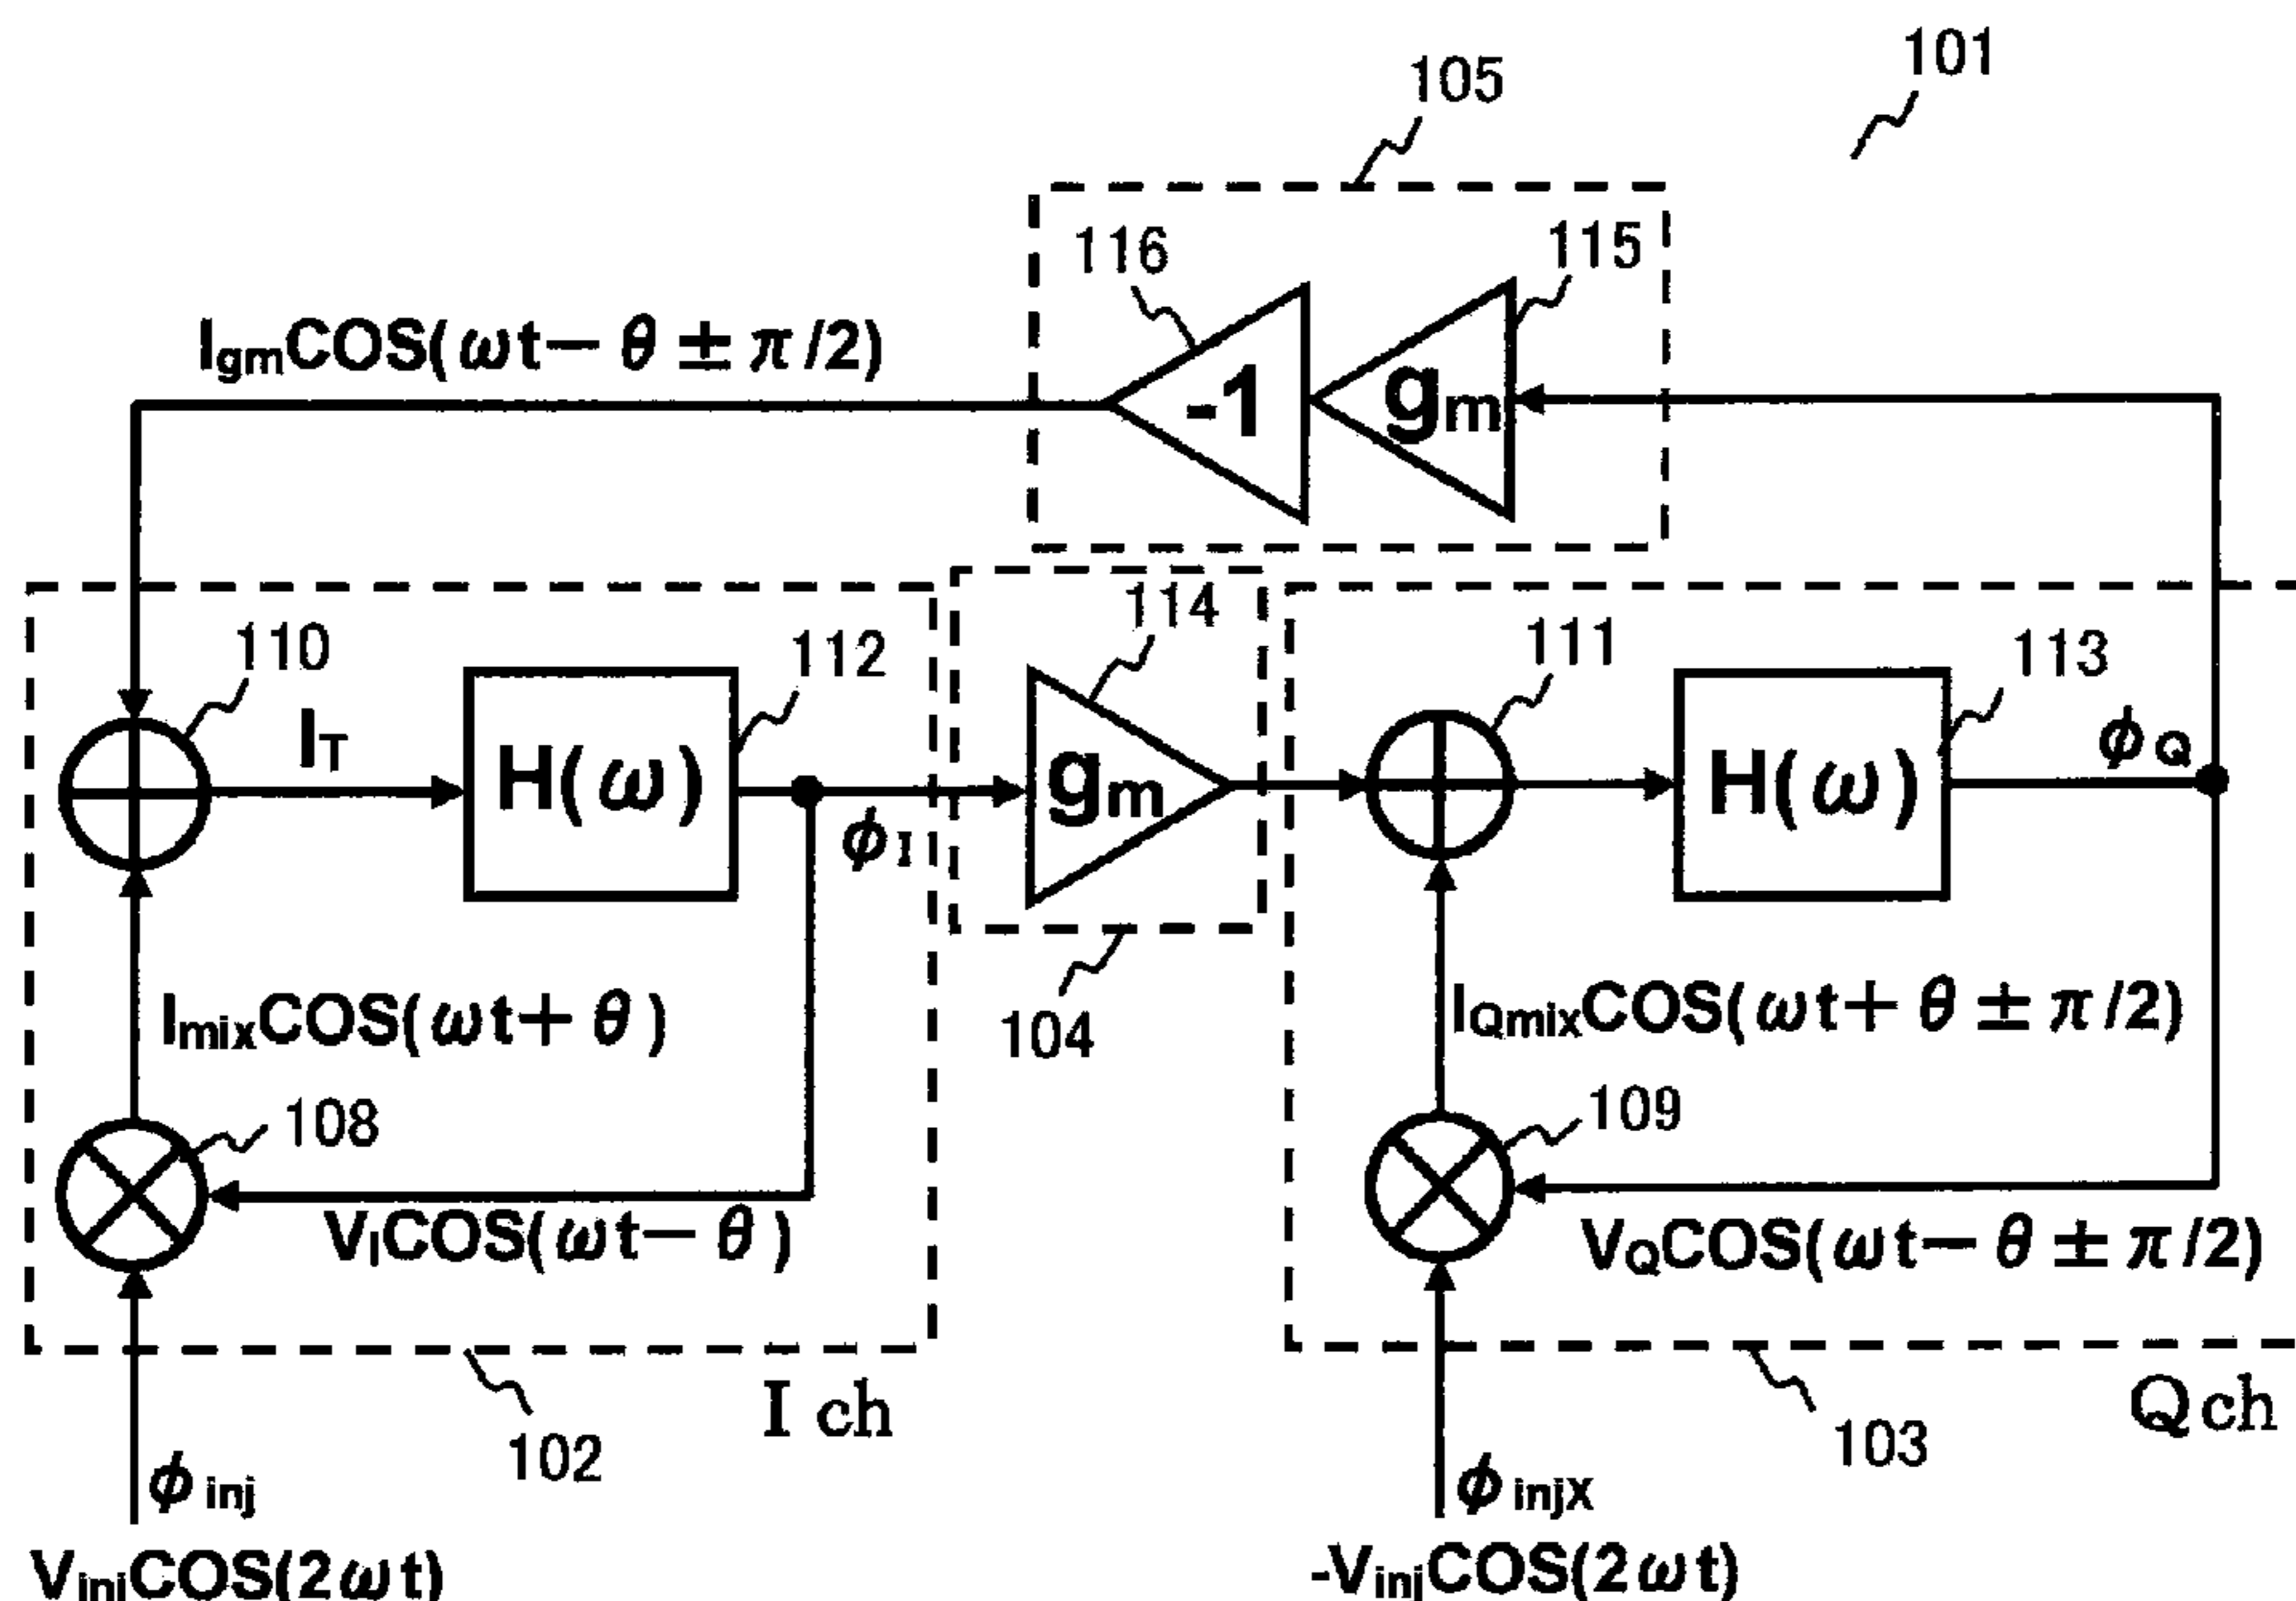 101
105
116
115
IgmCOS(ωt− θ ± π/2)
-1
gm
110
112
114
111
113
IT
H(ω)
gm
H(ω)
ϕQ
ϕI
ImixCOS(ωt+ θ)
104
IQmixCOS(ωt+ θ ± π/2)
108
109
VICOS(ωt− θ)
VQCOS(ωt− θ ± π/2)
I ch
Q ch
102
103
ϕinj
ϕinjX
VinjCOS(2ωt)
-VinjCOS(2ωt)